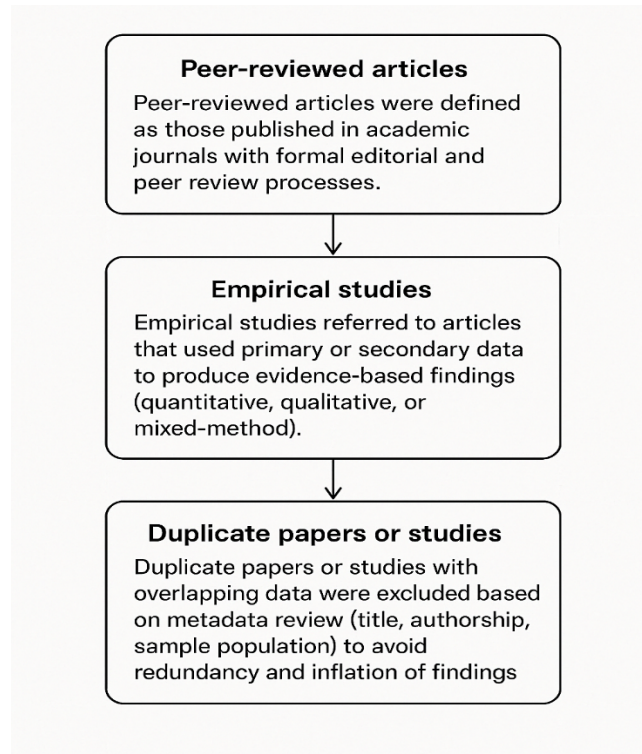 Peer-reviewed articles
Peer-reviewed articles were defined
as those published in academic
journals with formal editorial and
peer review processes.
Empirical studies
Empirical studies referred to articles
that used primary or secondary data
to produce evidence-based findings
(quantitative, qualitative, or
mixed-method).
Duplicate papers or studies
Duplicate papers or studies with
overlapping data were excluded based
on metadata review (title, authorship,
sample population) to avoid
redundancy and inflation of findings